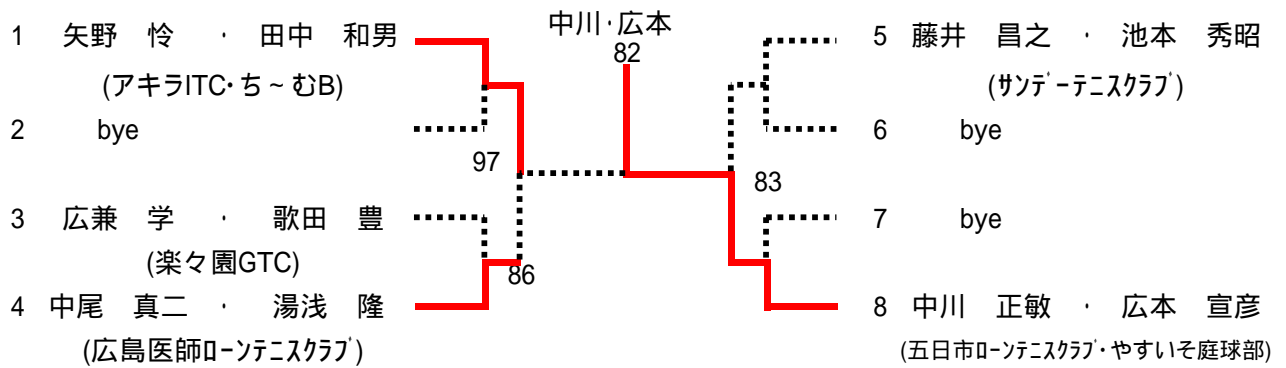 中川・広本
82
1 矢野 怜 ・ 田中 和男
(アキラITC・ち~むB)
2 bye
97
3 広兼 学 ・ 歌田 豊
(楽々園GTC)
86
4 中尾 真二 ・ 湯浅 隆
(広島医師ローンテニスクラブ)
5 藤井 昌之 ・ 池本 秀昭
(サンデーテニスクラブ)
6 bye
83
7 bye
8 中川 正敏 ・ 広本 宣彦
(五日市ローンテニスクラブ・やすいそ庭球部)